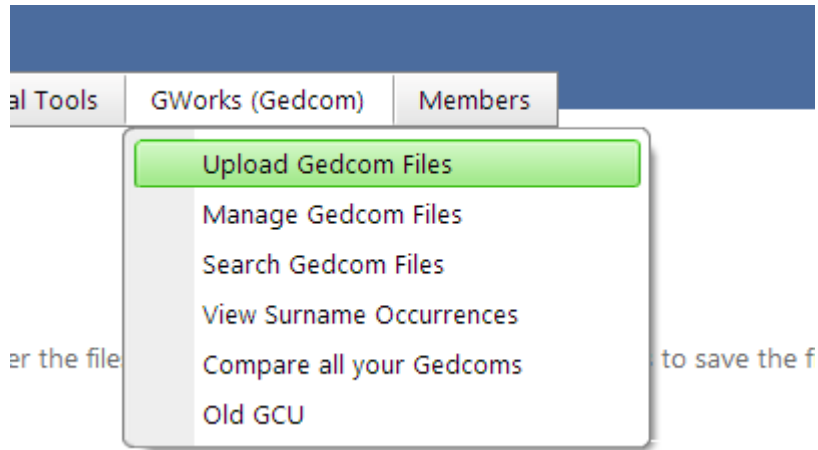 al Tools GWorks (Gedcom) Members
Upload Gedcom Files
Manage Gedcom Files
Search Gedcom Files
View Surname Occurrences
er the file to save the f
Compare all your Gedcoms
Old GCU